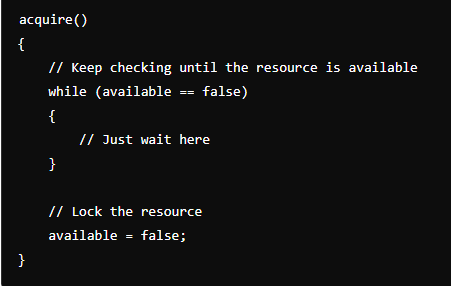 acquire()
{
    // Keep checking until the resource is available
    while (available == false)
    {
        // Just wait here
    }

    // Lock the resource
    available = false;
}